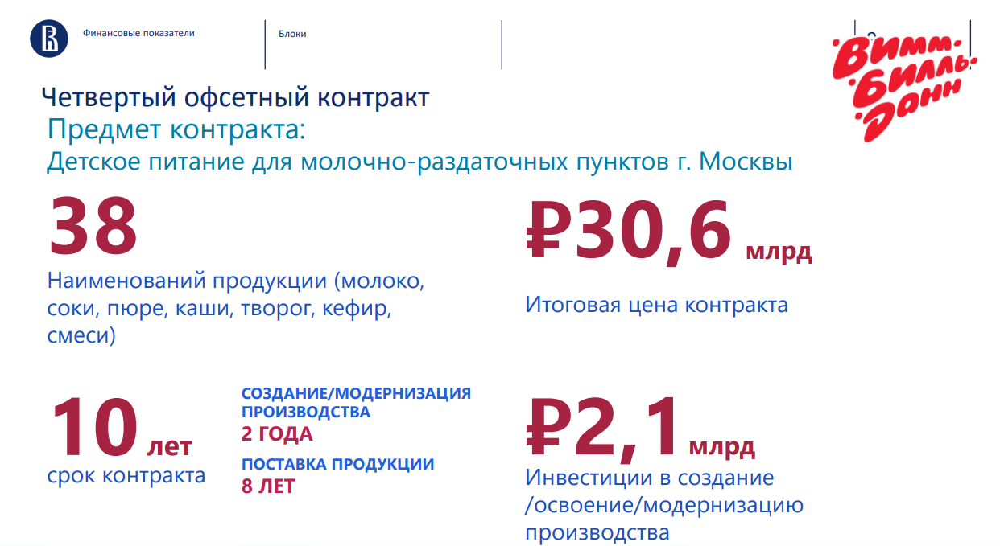 Финансовые показатели
Блоки
Вимм-
Билль-
Данн
Четвертый офсетный контракт
Предмет контракта:
Детское питание для молочно-раздаточных пунктов г. Москвы
38
Наименований продукции (молоко,
соки, пюре, каши, творог, кефир,
смеси)
₽30,6 млрд
Итоговая цена контракта
10 лет
срок контракта
СОЗДАНИЕ/МОДЕРНИЗАЦИЯ
ПРОИЗВОДСТВА
2 ГОДА
ПОСТАВКА ПРОДУКЦИИ
8 ЛЕТ
₽2,1 млрд
Инвестиции в создание
/освоение/модернизацию
производства